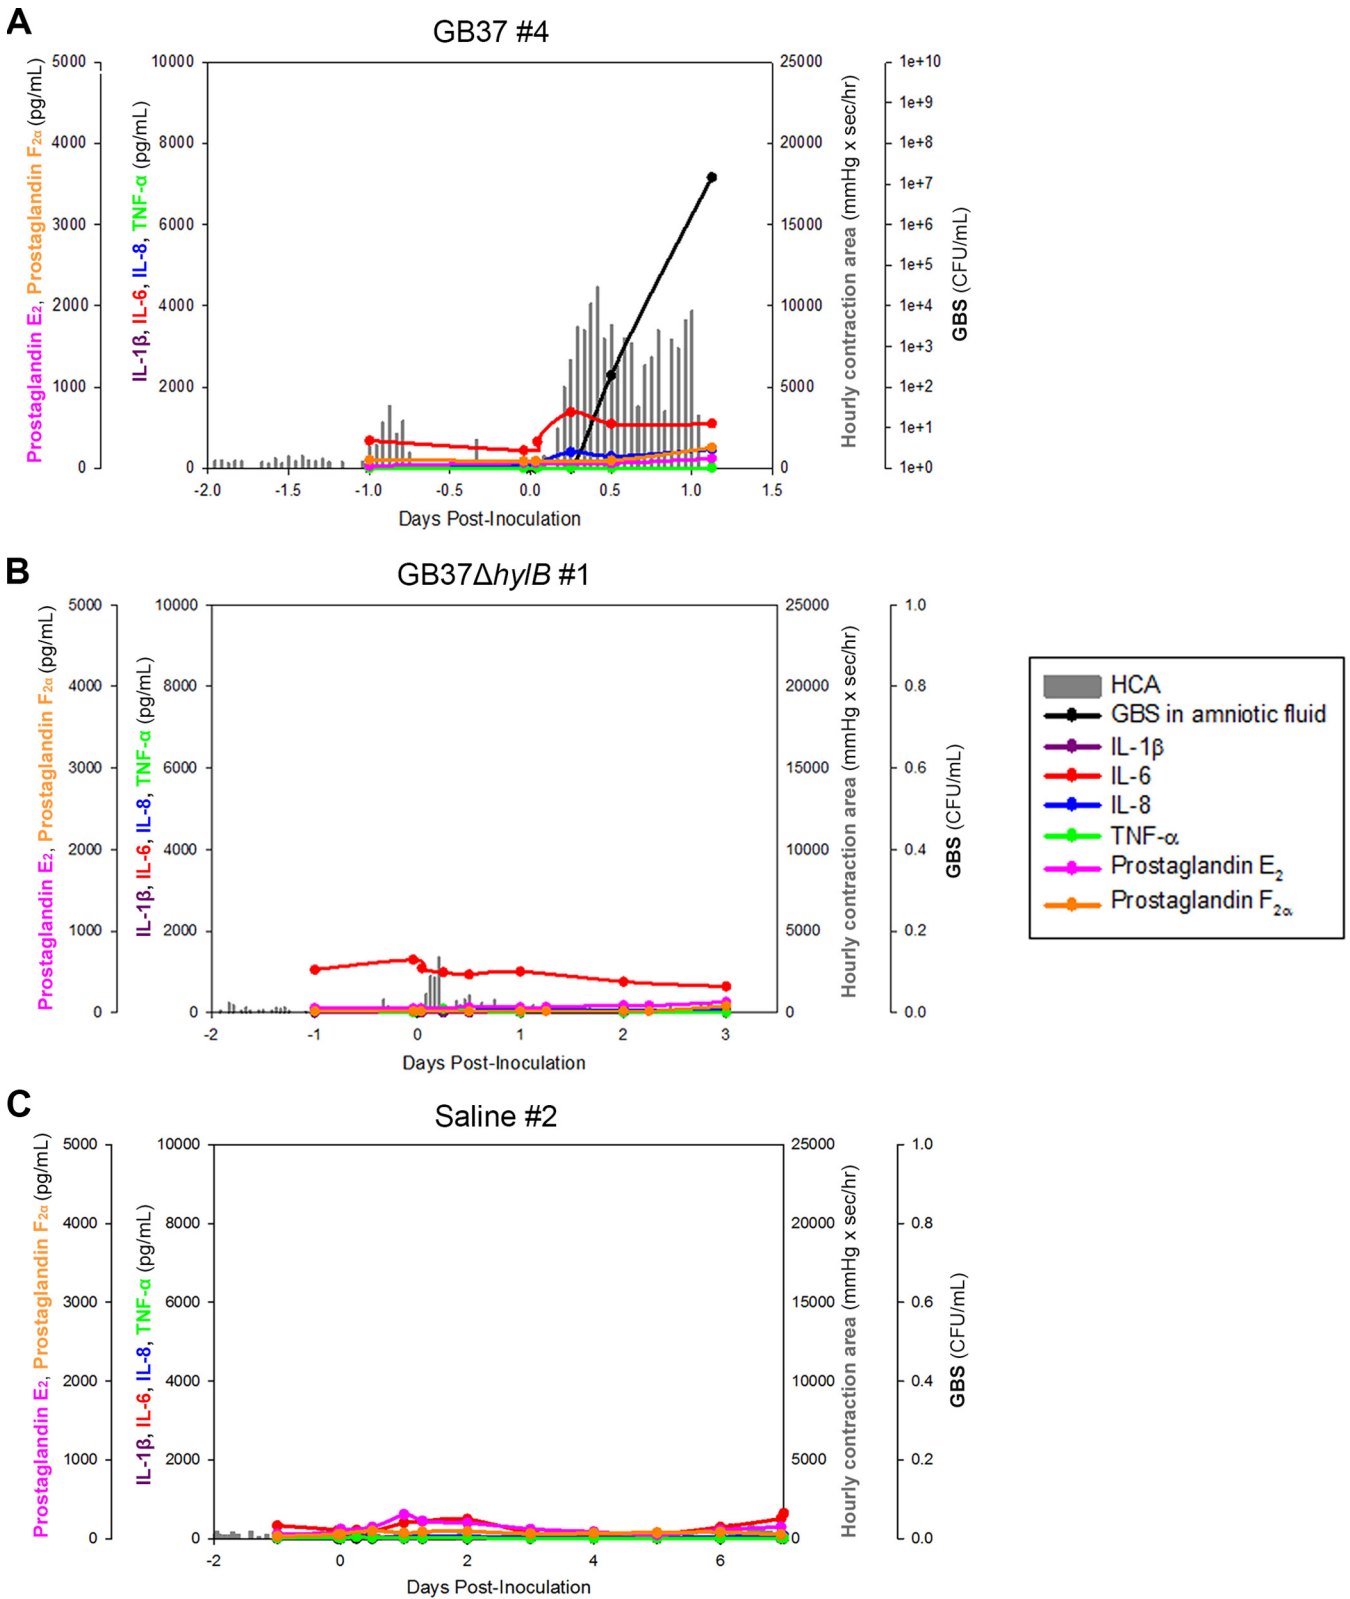 A
GB37 #4
Prostaglandin E2, Prostaglandin F2α (pg/mL)
5000
4000
3000
2000
1000
0
IL-1β, IL-6, IL-8, TNF-α (pg/mL)
10000
8000
6000
4000
2000
0
25000
20000
15000
10000
5000
0
Hourly contraction area (mmHg x sec/hr)
1e+10
1e+9
1e+8
1e+7
1e+6
1e+5
1e+4
1e+3
1e+2
1e+1
1e+0
GBS (CFU/mL)
-2.0 -1.5 -1.0 -0.5 0.0 0.5 1.0 1.5
Days Post-Inoculation
B
GB37ΔhylB #1
Prostaglandin E2, Prostaglandin F2α (pg/mL)
5000
4000
3000
2000
1000
0
IL-1β, IL-6, IL-8, TNF-α (pg/mL)
10000
8000
6000
4000
2000
0
25000
20000
15000
10000
5000
0
Hourly contraction area (mmHg x sec/hr)
1.0
0.8
0.6
0.4
0.2
0.0
GBS (CFU/mL)
-2 -1 0 1 2 3
Days Post-Inoculation
HCA
GBS in amniotic fluid
IL-1β
IL-6
IL-8
TNF-α
Prostaglandin E2
Prostaglandin F2α
C
Saline #2
Prostaglandin E2, Prostaglandin F2α (pg/mL)
5000
4000
3000
2000
1000
0
IL-1β, IL-6, IL-8, TNF-α (pg/mL)
10000
8000
6000
4000
2000
0
25000
20000
15000
10000
5000
0
Hourly contraction area (mmHg x sec/hr)
1.0
0.8
0.6
0.4
0.2
0.0
GBS (CFU/mL)
-2 0 2 4 6
Days Post-Inoculation